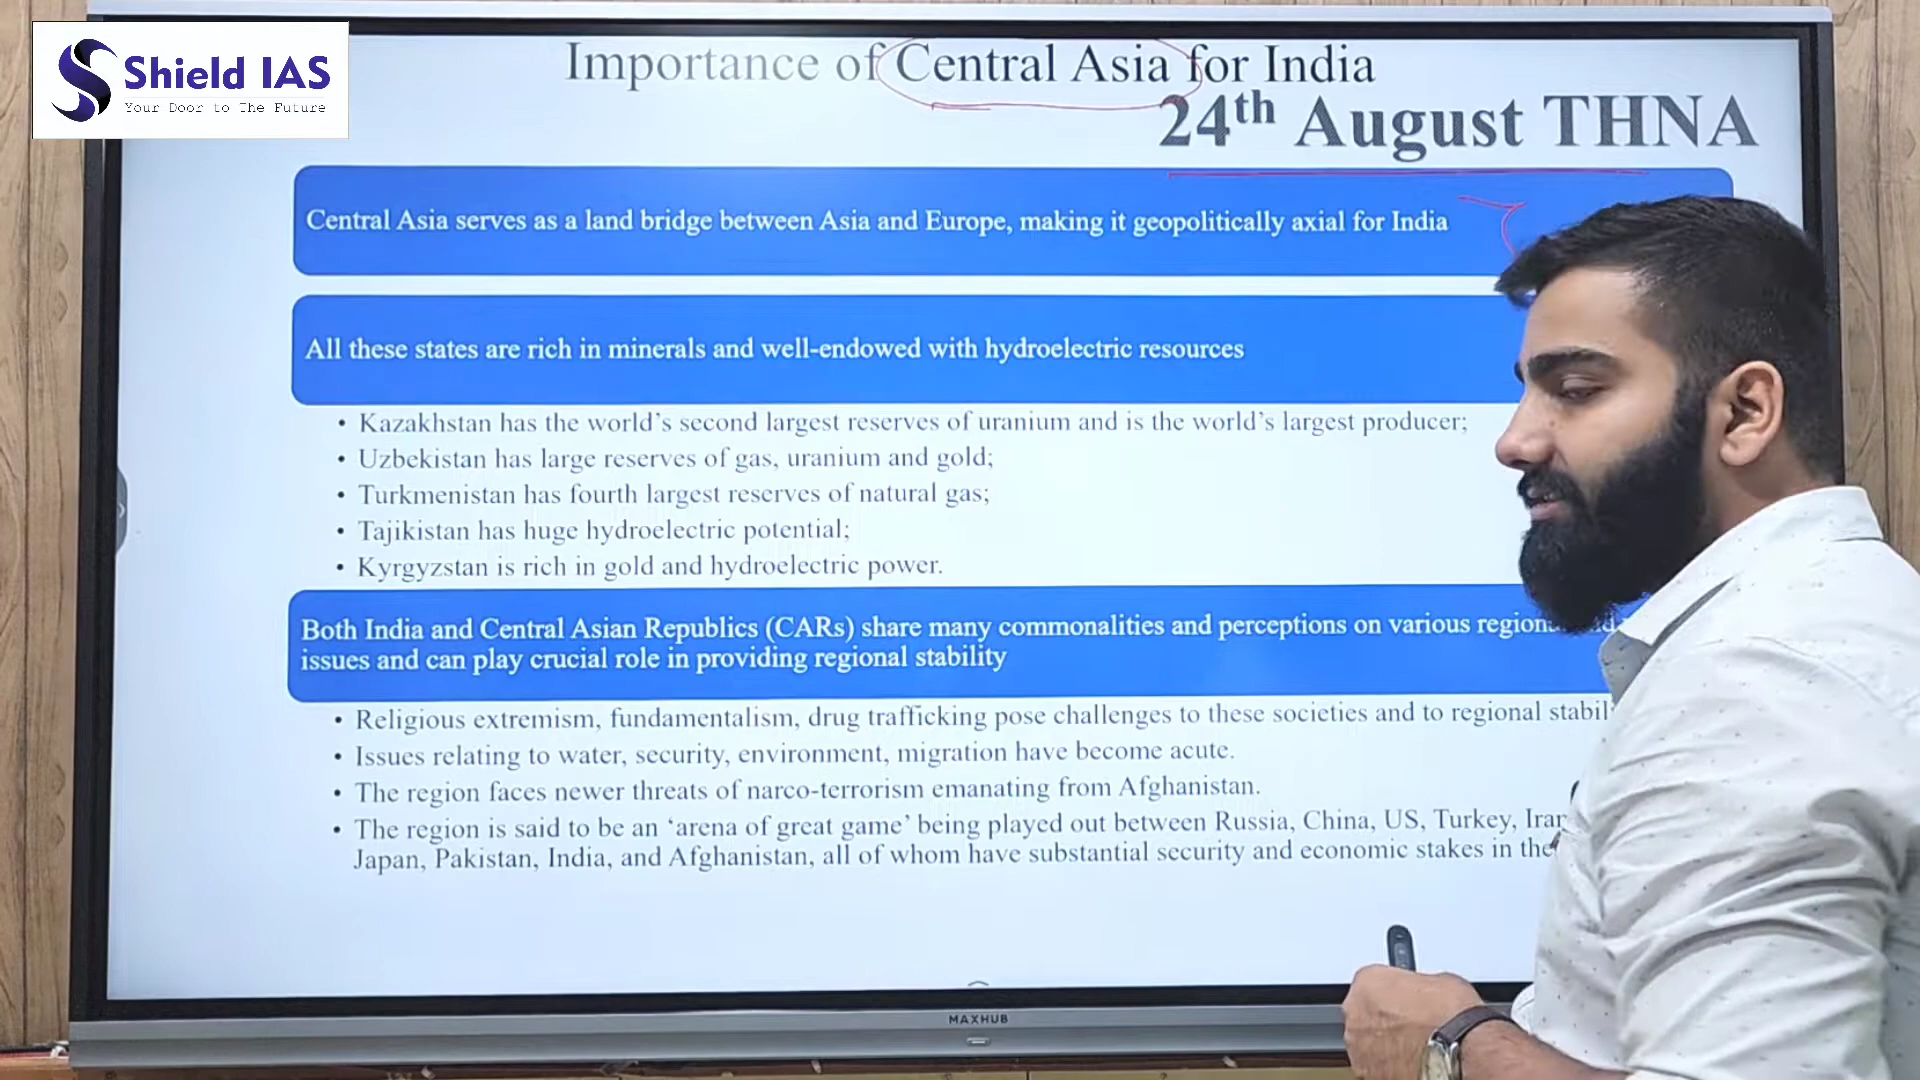 Shield IAS
Your Door to The Future
Importance of Central Asia for India
24th August THNA
Central Asia serves as a land bridge between Asia and Europe, making it geopolitically axial for India
All these states are rich in minerals and well-endowed with hydroelectric resources
• Kazakhstan has the world's second largest reserves of uranium and is the world's largest producer;
• Uzbekistan has large reserves of gas, uranium and gold;
• Turkmenistan has fourth largest reserves of natural gas;
• Tajikistan has huge hydroelectric potential;
• Kyrgyzstan is rich in gold and hydroelectric power.
Both India and Central Asian Republics (CARs) share many commonalities and perceptions on various
issues and can play crucial role in providing regional stability
• Religious extremism, fundamentalism, drug trafficking pose challenges to these societies and to regional
• Issues relating to water, security, environment, migration have become acute.
• The region faces newer threats of narco-terrorism emanating from Afghanistan.
• The region is said to be an 'arena of great game' being played out between Russia, China, US, Turkey,
Japan, Pakistan, India, and Afghanistan, all of whom have substantial security and economic stakes in the
MAXHUB